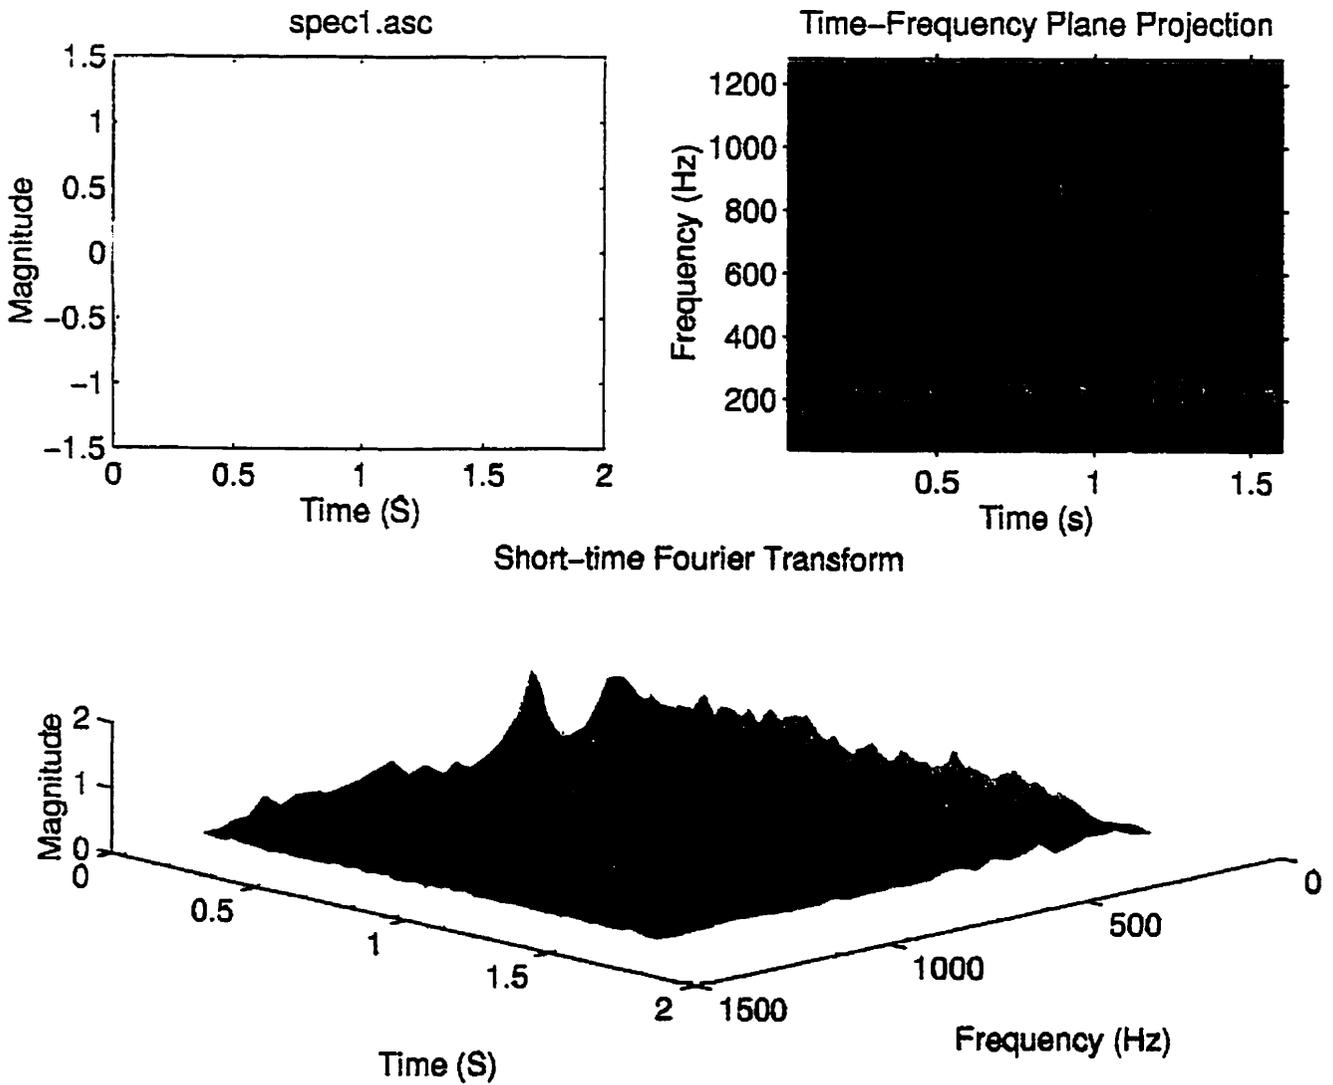 spec1.asc
1.5
1
0.5
0
−0.5
−1
−1.5
Magnitude
0 0.5 1 1.5 2
Time (S)
Time−Frequency Plane Projection
1200
1000
800
600
400
200
Frequency (Hz)
0.5 1 1.5
Time (s)
Short−time Fourier Transform
2
1
0
Magnitude
0
0.5
1
1.5
2
Time (S)
0
500
1000
1500
Frequency (Hz)